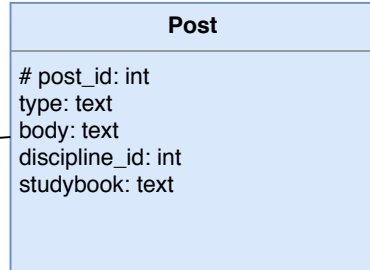 Post
# post_id: int
type: text
body: text
discipline_id: int
studybook: text